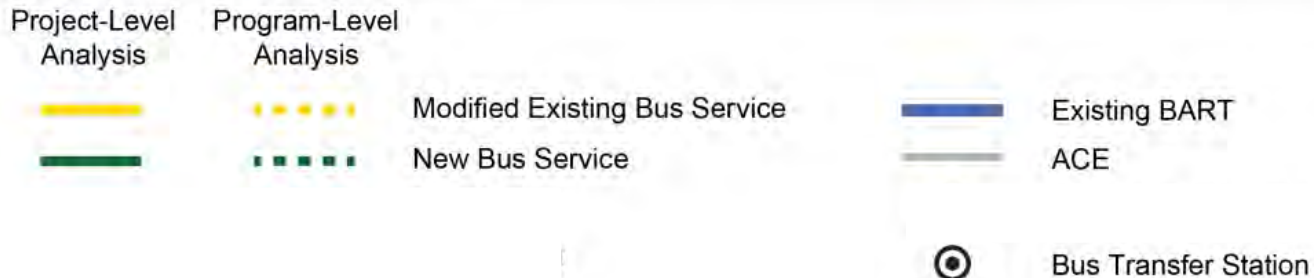 Project-Level Program-Level
Analysis Analysis
Modified Existing Bus Service Existing BART
New Bus Service ACE
Bus Transfer Station